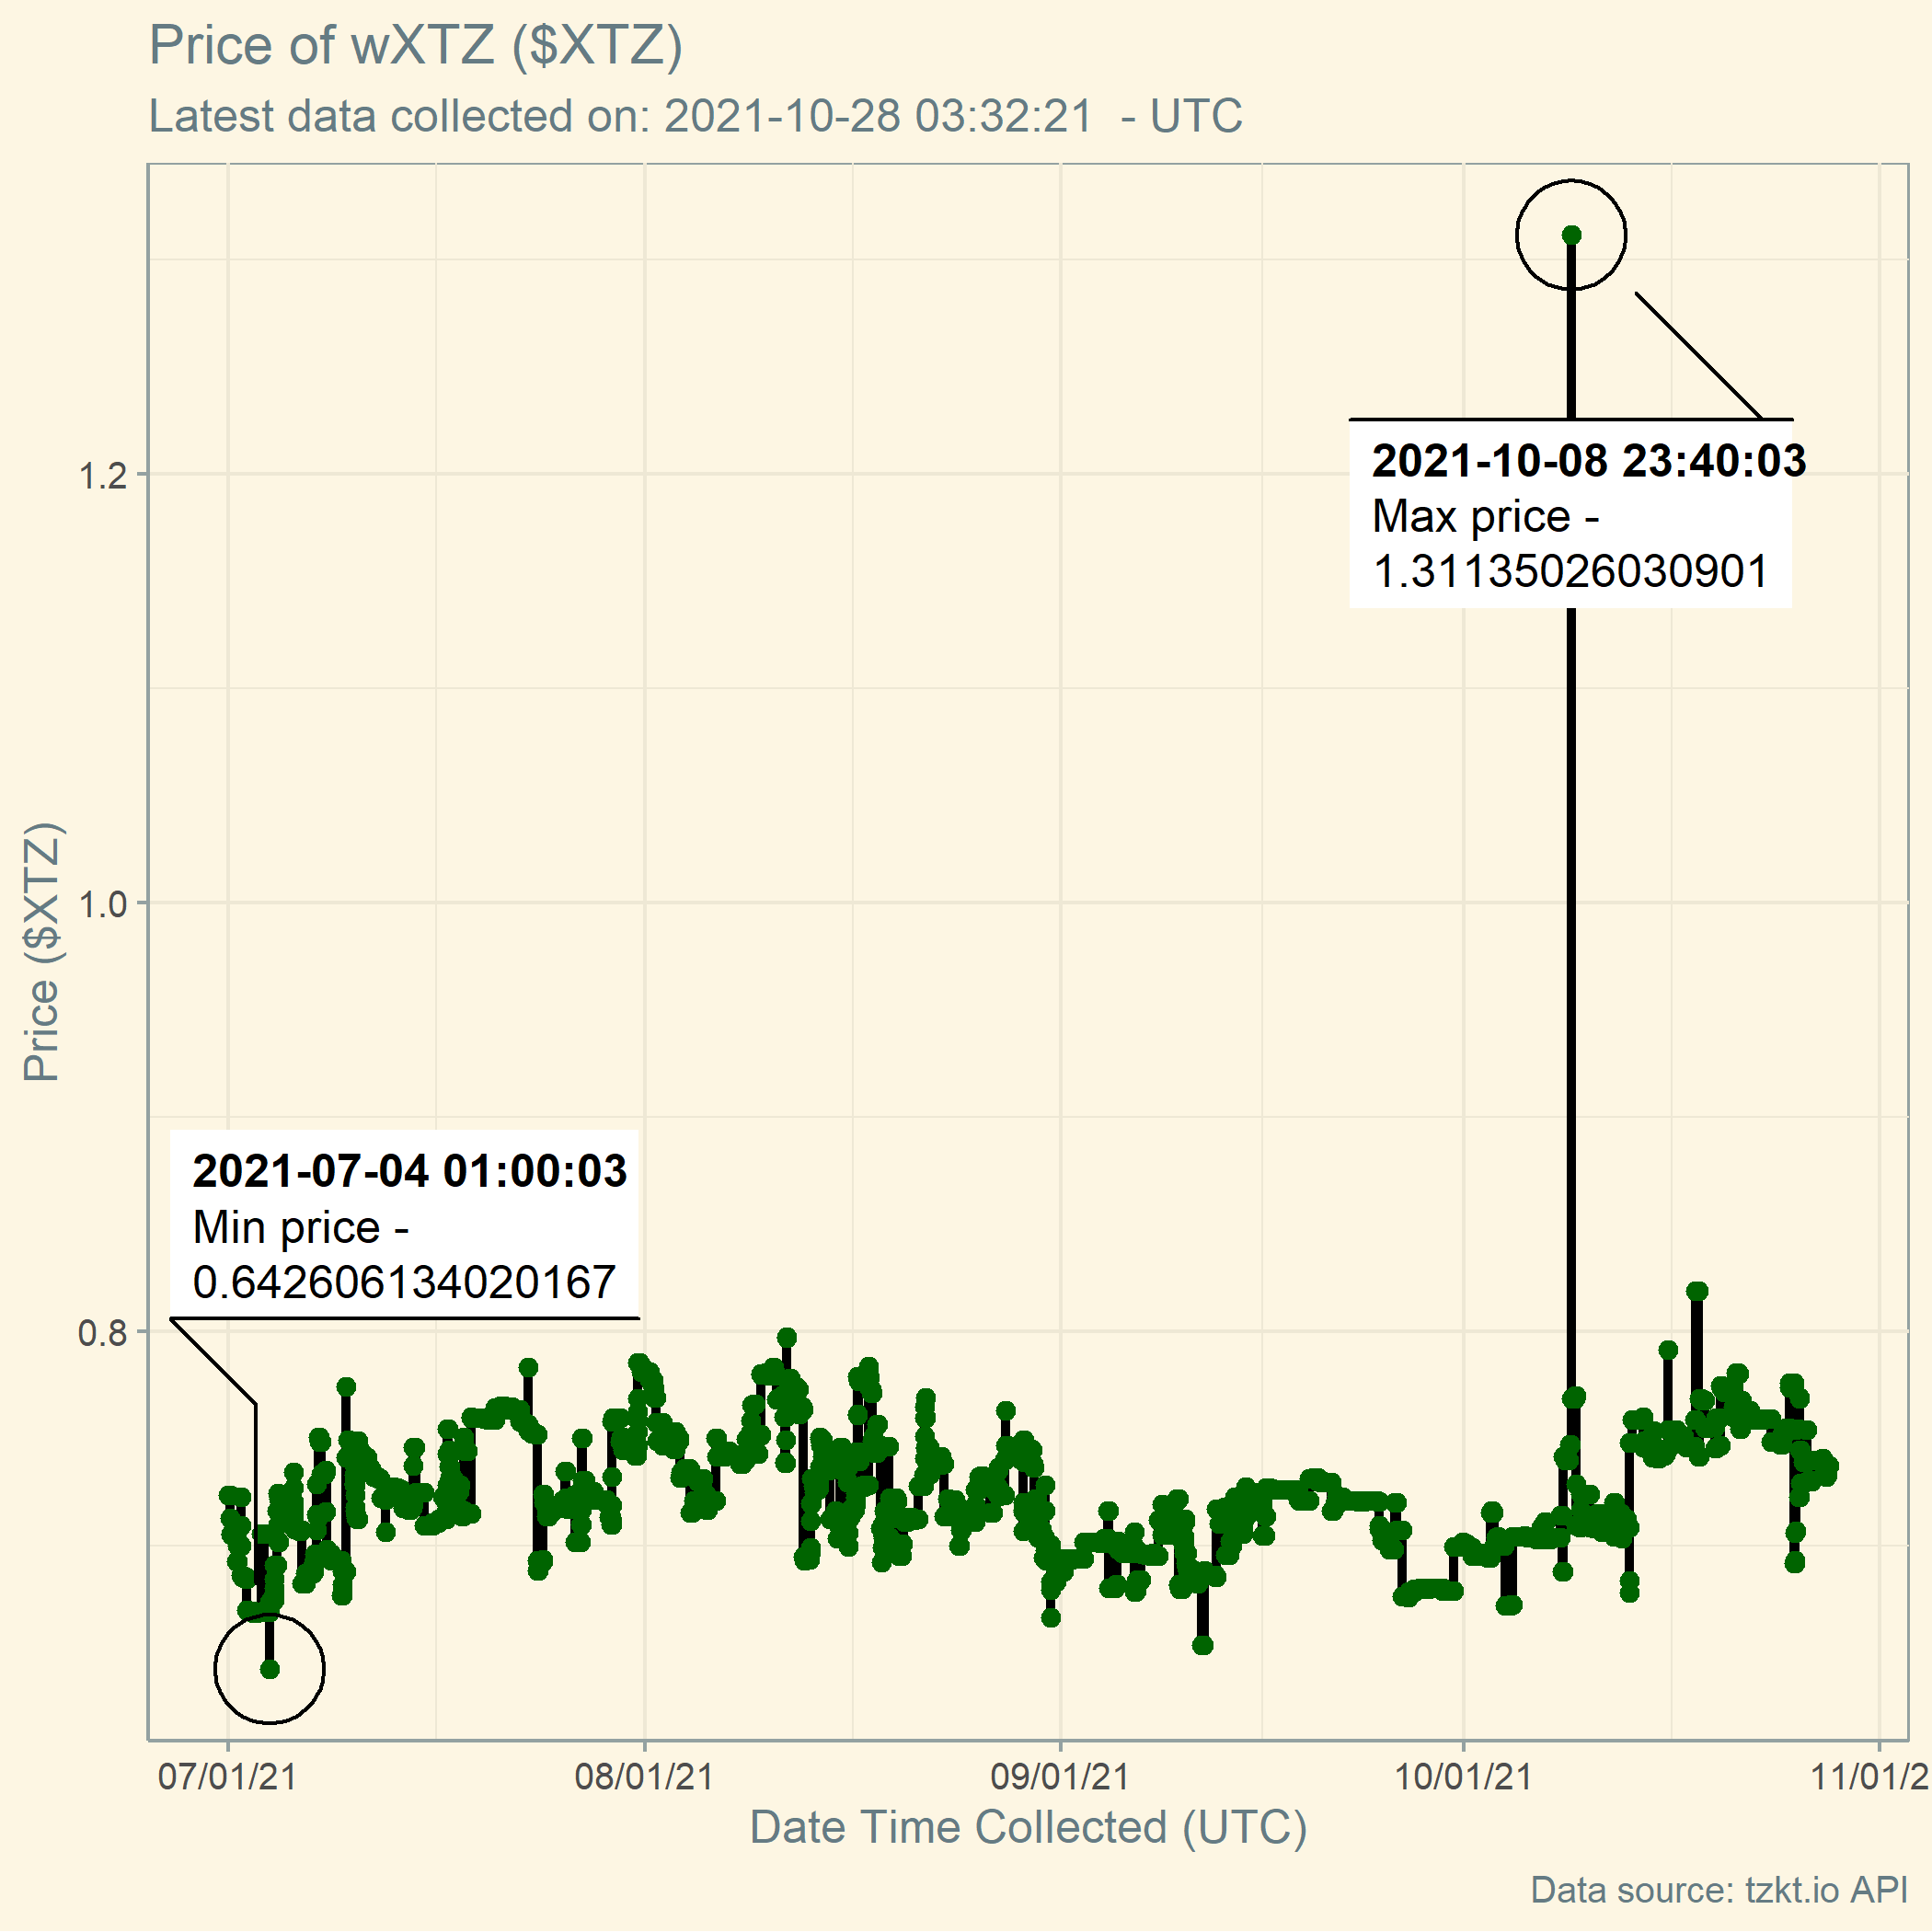 Price of wXTZ ($XTZ)
Latest data collected on: 2021-10-28 03:32:21  - UTC
2021-10-08 23:40:03
Max price -
1.31135026030901
1.2
1.0
0.8
Price ($XTZ)
2021-07-04 01:00:03
Min price -
0.642606134020167
07/01/21
08/01/21
09/01/21
10/01/21
11/01/2
Date Time Collected (UTC)
Data source: tzkt.io API